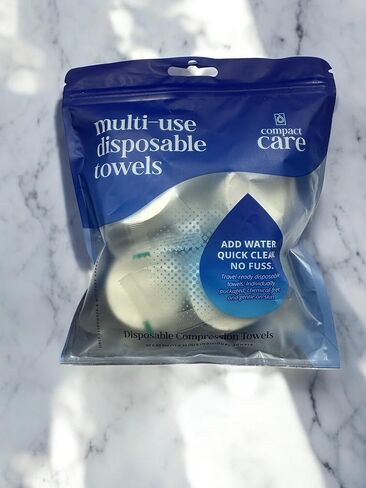 multi-use
disposable
towels
compact
care
ADD WATER
QUICK CLEAN
NO FUSS.
Travel-ready disposable
towels. Individually
packaged, chemical-free
and gentle on skin.
Disposable Compression Towels